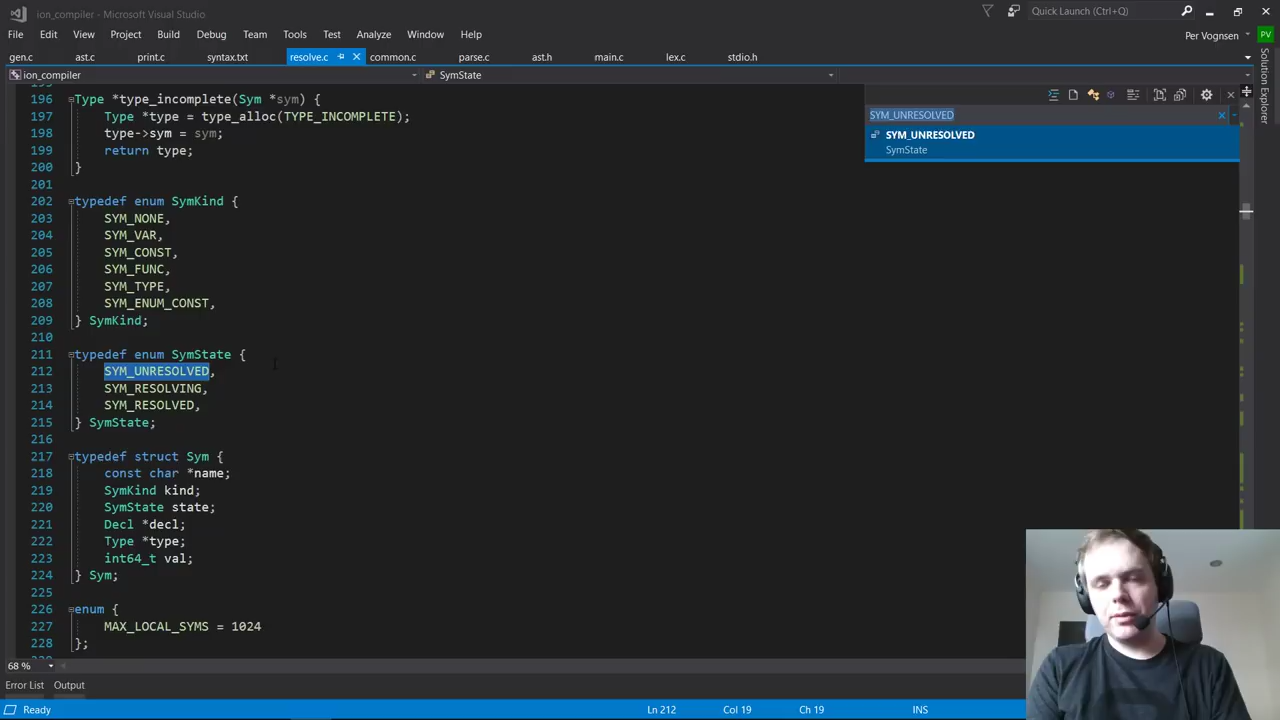 ion_compiler - Microsoft Visual Studio
Quick Launch (Ctrl+Q)
File Edit View Project Build Debug Team Tools Test Analyze Window Help
Per Vognsen PV
gen.c ast.c print.c syntax.txt resolve.c common.c parse.c ast.h main.c lex.c stdio.h
Solution Explorer
ion_compiler SymState
SYM_UNRESOLVED
SYM_UNRESOLVED
SymState
196 Type *type_incomplete(Sym *sym) {
197 Type *type = type_alloc(TYPE_INCOMPLETE);
198 type->sym = sym;
199 return type;
200 }
201
202 typedef enum SymKind {
203 SYM_NONE,
204 SYM_VAR,
205 SYM_CONST,
206 SYM_FUNC,
207 SYM_TYPE,
208 SYM_ENUM_CONST,
209 } SymKind;
210
211 typedef enum SymState {
212 SYM_UNRESOLVED,
213 SYM_RESOLVING,
214 SYM_RESOLVED,
215 } SymState;
216
217 typedef struct Sym {
218 const char *name;
219 SymKind kind;
220 SymState state;
221 Decl *decl;
222 Type *type;
223 int64_t val;
224 } Sym;
225
226 enum {
227 MAX_LOCAL_SYMS = 1024
228 };
68 %
Error List Output
Ready Ln 212 Col 19 Ch 19 INS